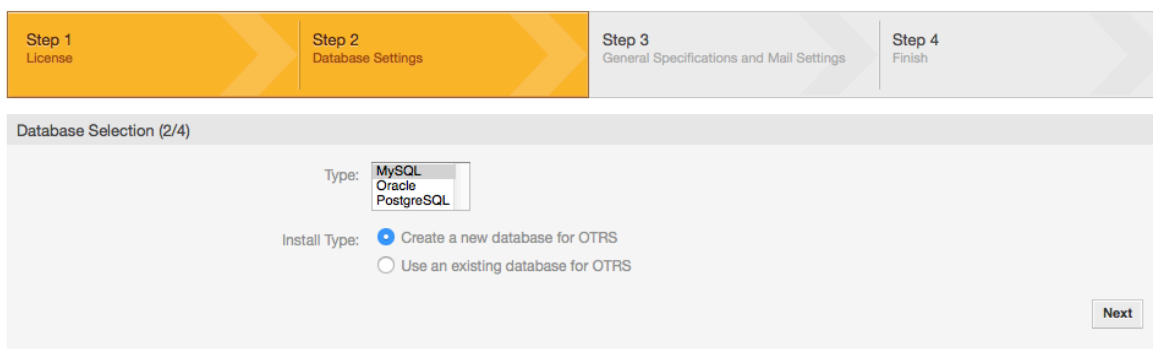 Step 1
License
Step 2
Database Settings
Step 3
General Specifications and Mail Settings
Step 4
Finish
Database Selection (2/4)
Type:
MySQL
Oracle
PostgreSQL
Install Type:
Create a new database for OTRS
Use an existing database for OTRS
Next